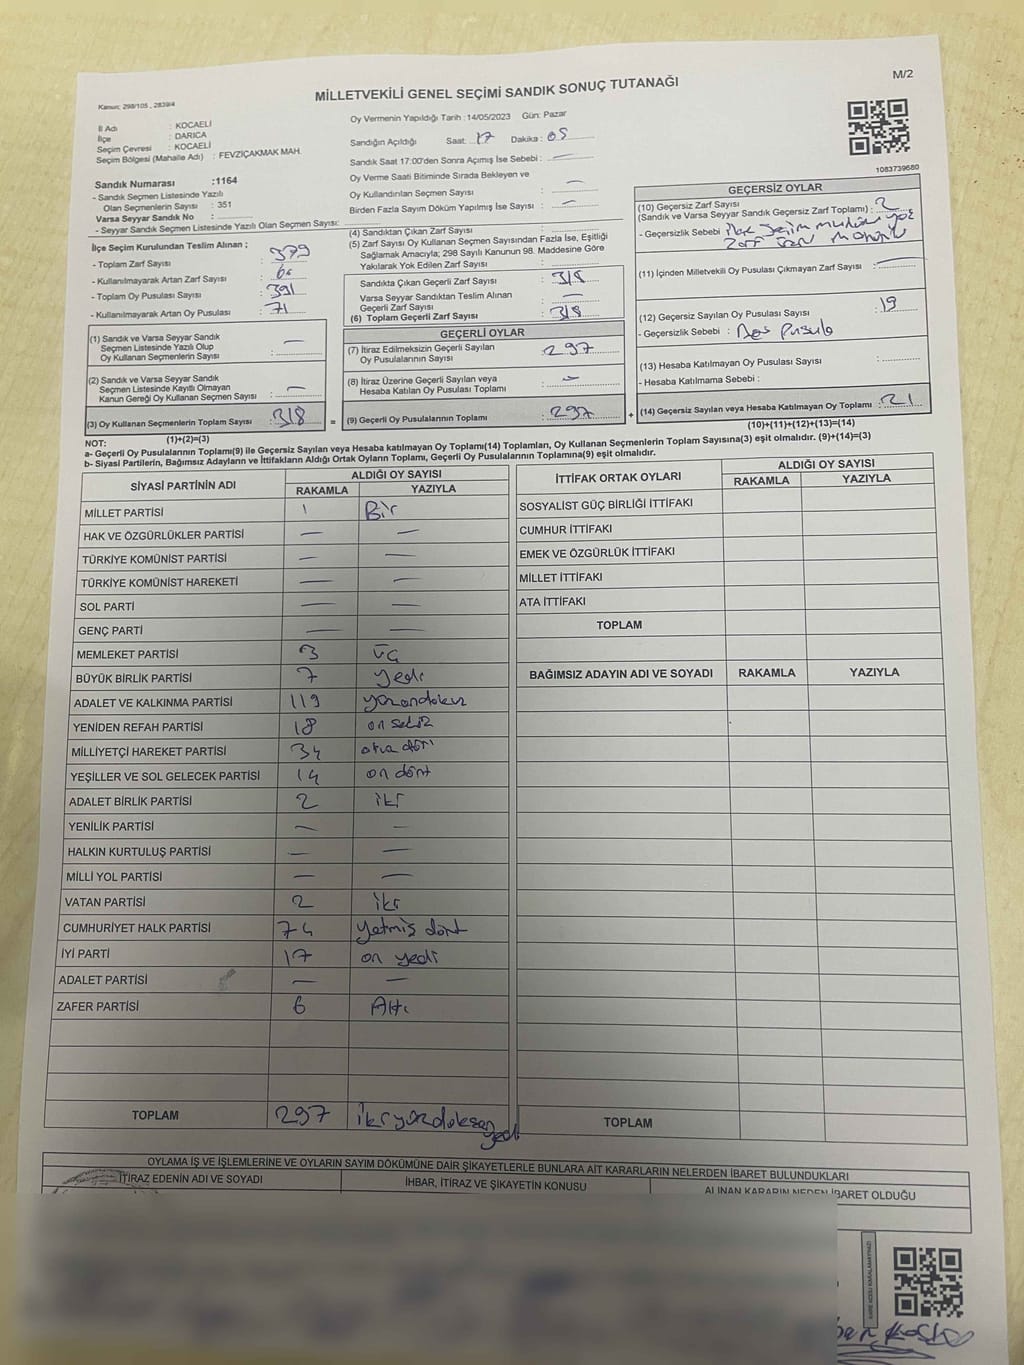 M/2
MİLLETVEKİLİ GENEL SEÇİMİ SANDIK SONUÇ TUTANAĞI
Kanun: 298/105 , 2839/4
İl Adı : KOCAELİ
İlçe : DARICA
Seçim Çevresi : KOCAELİ
Seçim Bölgesi (Mahalle Adı) : FEVZİÇAKMAK MAH.
Oy Vermenin Yapıldığı Tarih : 14/05/2023 Gün: Pazar
Sandığın Açıldığı Saat: 17 Dakika : 05
Sandık Saat 17:00'den Sonra Açılmış İse Sebebi : —
Oy Verme Saati Bitiminde Sırada Bekleyen ve
Oy Kullandırılan Seçmen Sayısı : —
Birden Fazla Sayım Döküm Yapılmış İse Sayısı : —
1083739680
Sandık Numarası :1164
- Sandık Seçmen Listesinde Yazılı
Olan Seçmenlerin Sayısı : 351
Varsa Seyyar Sandık No :
- Seyyar Sandık Seçmen Listesinde Yazılı Olan Seçmen Sayısı:
İlçe Seçim Kurulundan Teslim Alınan ;
- Toplam Zarf Sayısı : 379
- Kullanılmayarak Artan Zarf Sayısı :
- Toplam Oy Pusulası Sayısı : 391
- Kullanılmayarak Artan Oy Pusulası : 71
(1) Sandık ve Varsa Seyyar Sandık
Seçmen Listesinde Yazılı Olup
Oy Kullanan Seçmenlerin Sayısı : —
(2) Sandık ve Varsa Seyyar Sandık
Seçmen Listesinde Kayıtlı Olmayan
Kanun Gereği Oy Kullanan Seçmen Sayısı : —
(3) Oy Kullanan Seçmenlerin Toplam Sayısı : 318 =
(1)+(2)=(3)
(4) Sandıktan Çıkan Zarf Sayısı :
(5) Zarf Sayısı Oy Kullanan Seçmen Sayısından Fazla İse, Eşitliği
Sağlamak Amacıyla; 298 Sayılı Kanunun 98. Maddesine Göre
Yakılarak Yok Edilen Zarf Sayısı :
Sandıkta Çıkan Geçerli Zarf Sayısı : 318
Varsa Seyyar Sandıktan Teslim Alınan
Geçerli Zarf Sayısı : —
(6) Toplam Geçerli Zarf Sayısı : 318
GEÇERLİ OYLAR
(7) İtiraz Edilmeksizin Geçerli Sayılan
Oy Pusulalarının Sayısı : 297
(8) İtiraz Üzerine Geçerli Sayılan veya
Hesaba Katılan Oy Pusulası Toplamı : —
(9) Geçerli Oy Pusulalarının Toplamı : 297 +
GEÇERSİZ OYLAR
(10) Geçersiz Zarf Sayısı
(Sandık ve Varsa Seyyar Sandık Geçersiz Zarf Toplamı) : 2
- Geçersizlik Sebebi
(11) İçinden Milletvekili Oy Pusulası Çıkmayan Zarf Sayısı : —
(12) Geçersiz Sayılan Oy Pusulası Sayısı : 19
- Geçersizlik Sebebi : Pusula
(13) Hesaba Katılmayan Oy Pusulası Sayısı :
- Hesaba Katılmama Sebebi :
(14) Geçersiz Sayılan veya Hesaba Katılmayan Oy Toplamı : 21
(10)+(11)+(12)+(13)=(14)
NOT:
a- Geçerli Oy Pusulalarının Toplamı(9) ile Geçersiz Sayılan veya Hesaba katılmayan Oy Toplamı(14) Toplamları, Oy Kullanan Seçmenlerin Toplam Sayısına(3) eşit olmalıdır. (9)+(14)=(3)
b- Siyasi Partilerin, Bağımsız Adayların ve İttifakların Aldığı Ortak Oyların Toplamı, Geçerli Oy Pusulalarının Toplamına(9) eşit olmalıdır.
SİYASİ PARTİNİN ADI ALDIĞI OY SAYISI
RAKAMLA YAZIYLA
MİLLET PARTİSİ 1 Bir
HAK VE ÖZGÜRLÜKLER PARTİSİ — —
TÜRKİYE KOMÜNİST PARTİSİ — —
TÜRKİYE KOMÜNİST HAREKETİ — —
SOL PARTİ — —
GENÇ PARTİ — —
MEMLEKET PARTİSİ 3 üç
BÜYÜK BİRLİK PARTİSİ 7 yedi
ADALET VE KALKINMA PARTİSİ 119 yüzondokuz
YENİDEN REFAH PARTİSİ 18 on sekiz
MİLLİYETÇİ HAREKET PARTİSİ 34 otuz dört
YEŞİLLER VE SOL GELECEK PARTİSİ 14 on dört
ADALET BİRLİK PARTİSİ 2 iki
YENİLİK PARTİSİ — —
HALKIN KURTULUŞ PARTİSİ — —
MİLLİ YOL PARTİSİ — —
VATAN PARTİSİ 2 iki
CUMHURİYET HALK PARTİSİ 74 yetmiş dört
İYİ PARTİ 17 on yedi
ADALET PARTİSİ — —
ZAFER PARTİSİ 6 Altı
TOPLAM 297 ikiyüzdoksan
yedi
İTTİFAK ORTAK OYLARI ALDIĞI OY SAYISI
RAKAMLA YAZIYLA
SOSYALİST GÜÇ BİRLİĞİ İTTİFAKI
CUMHUR İTTİFAKI
EMEK VE ÖZGÜRLÜK İTTİFAKI
MİLLET İTTİFAKI
ATA İTTİFAKI
TOPLAM
BAĞIMSIZ ADAYIN ADI VE SOYADI RAKAMLA YAZIYLA
TOPLAM
OYLAMA İŞ VE İŞLEMLERİNE VE OYLARIN SAYIM DÖKÜMÜNE DAİR ŞİKAYETLERLE BUNLARA AİT KARARLARIN NELERDEN İBARET BULUNDUKLARI
İTİRAZ EDENİN ADI VE SOYADI İHBAR, İTİRAZ VE ŞİKAYETİN KONUSU ALINAN KARARIN NEDEN İBARET OLDUĞU